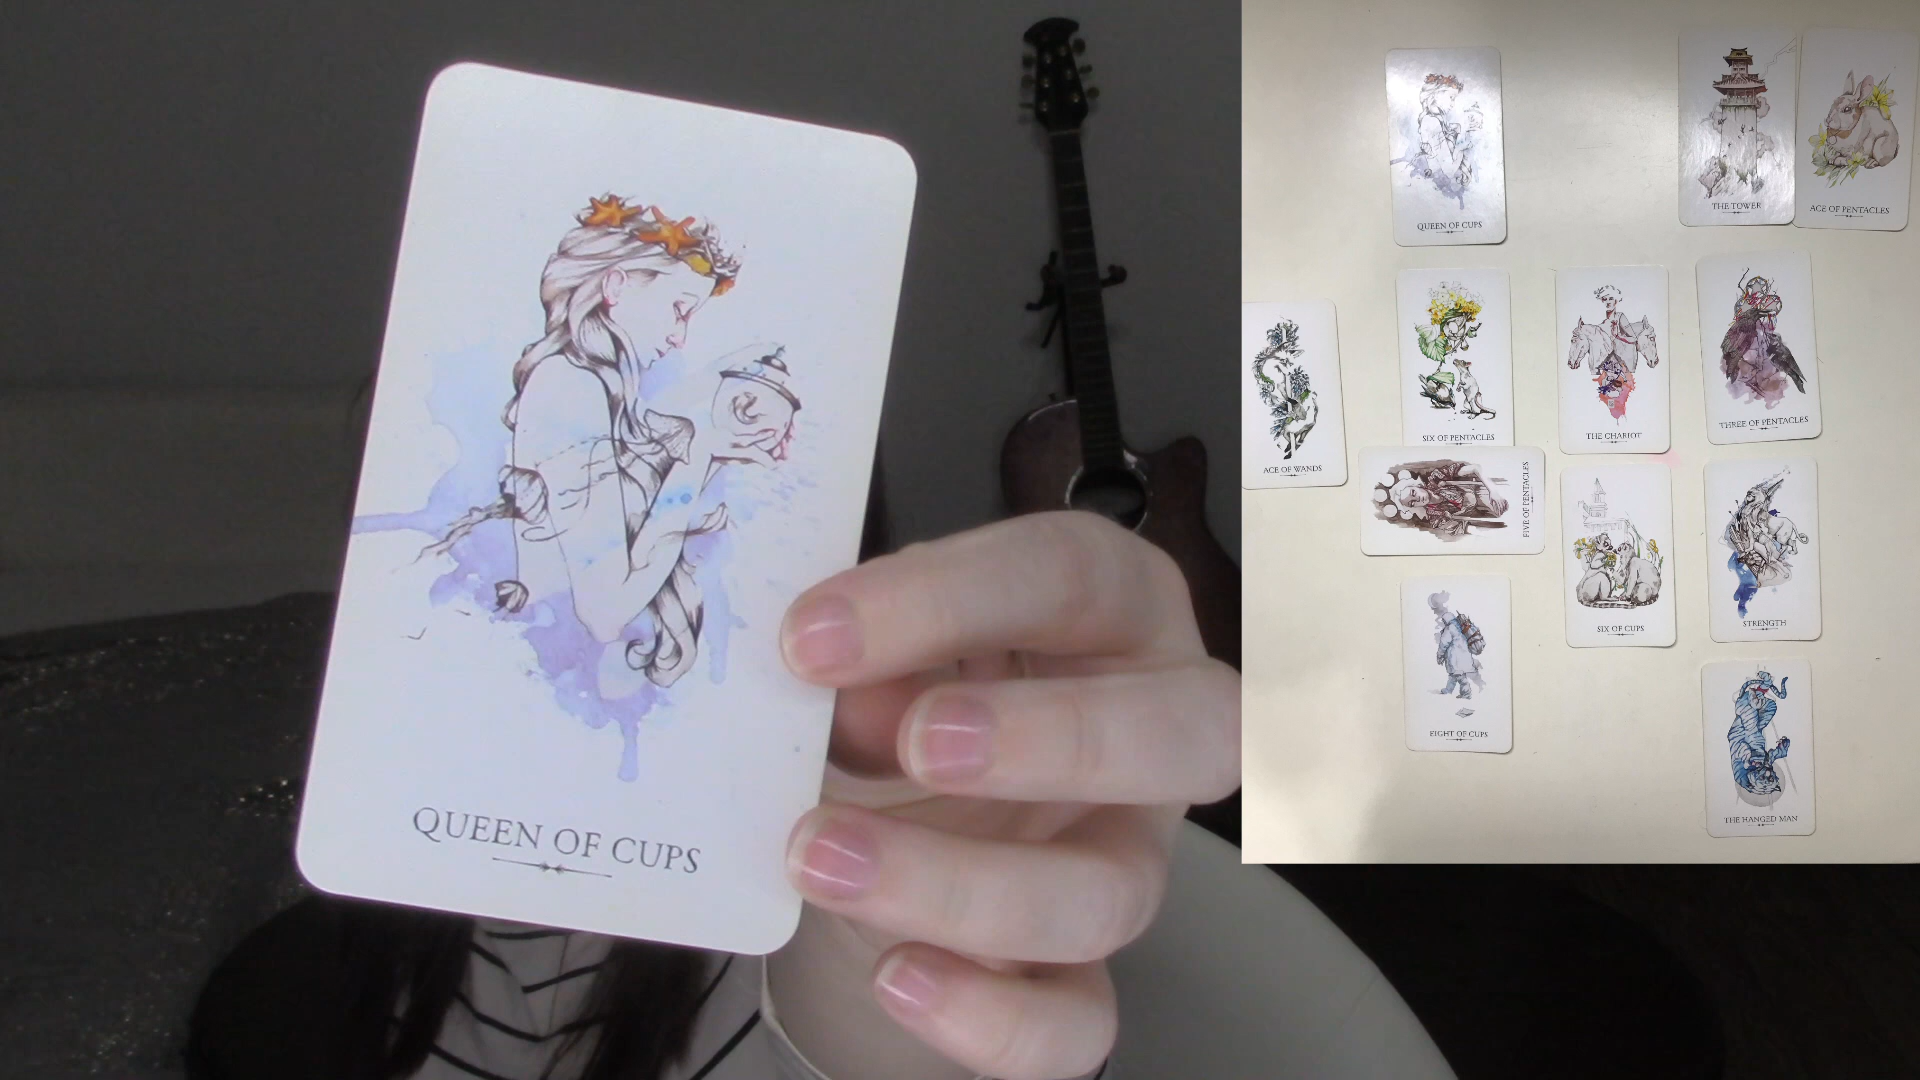 QUEEN OF CUPS
QUEEN OF CUPS
THE TOWER
ACE OF PENTACLES
ACE OF WANDS
SIX OF PENTACLES
THE CHARIOT
THREE OF PENTACLES
FIVE OF PENTACLES
SIX OF CUPS
STRENGTH
EIGHT OF CUPS
THE HANGED MAN